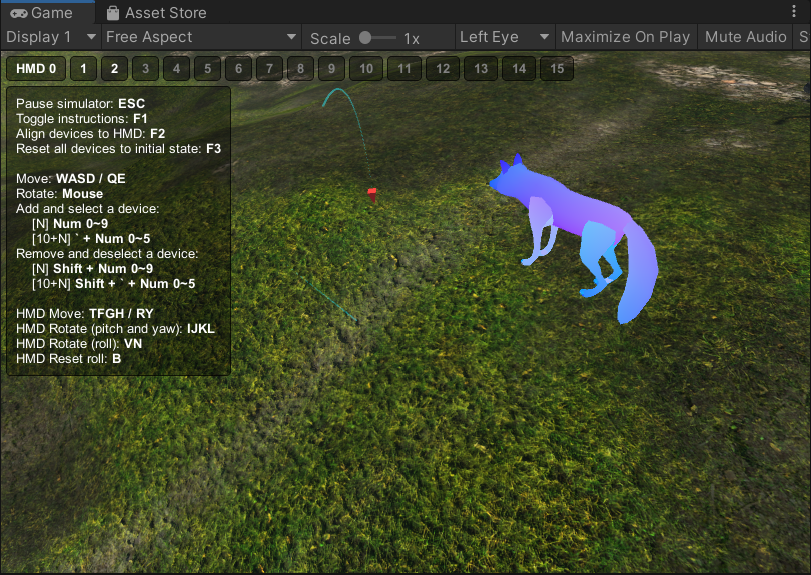 Game Asset Store
Display 1 Free Aspect Scale 1x Left Eye Maximize On Play Mute Audio S
HMD 0 1 2 3 4 5 6 7 8 9 10 11 12 13 14 15
Pause simulator: ESC
Toggle instructions: F1
Align devices to HMD: F2
Reset all devices to initial state: F3
Move: WASD / QE
Rotate: Mouse
Add and select a device:
[N] Num 0~9
[10+N] ` + Num 0~5
Remove and deselect a device:
[N] Shift + Num 0~9
[10+N] Shift + ` + Num 0~5
HMD Move: TFGH / RY
HMD Rotate (pitch and yaw): IJKL
HMD Rotate (roll): VN
HMD Reset roll: B